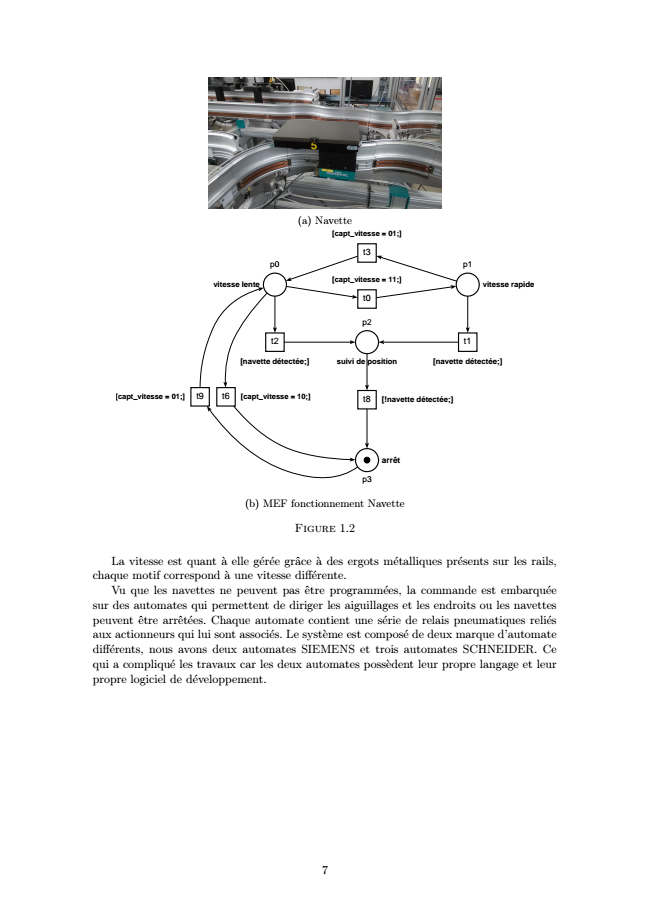 5
(a) Navette
[capt_vitesse = 01;]
t3
p0
p1
vitesse lente
[capt_vitesse = 11;]
vitesse rapide
t0
p2
t2
t1
[navette détectée;]
suivi de position
[navette détectée;]
[capt_vitesse = 01;]
t9
t6
[capt_vitesse = 10;]
t8
[!navette détectée;]
arrêt
p3
(b) MEF fonctionnement Navette
Figure 1.2
La vitesse est quant à elle gérée grâce à des ergots métalliques présents sur les rails,
chaque motif correspond à une vitesse différente.
Vu que les navettes ne peuvent pas être programmées, la commande est embarquée
sur des automates qui permettent de diriger les aiguillages et les endroits ou les navettes
peuvent être arrêtées. Chaque automate contient une série de relais pneumatiques reliés
aux actionneurs qui lui sont associés. Le système est composé de deux marque d'automate
différents, nous avons deux automates SIEMENS et trois automates SCHNEIDER. Ce
qui a compliqué les travaux car les deux automates possèdent leur propre langage et leur
propre logiciel de développement.
7